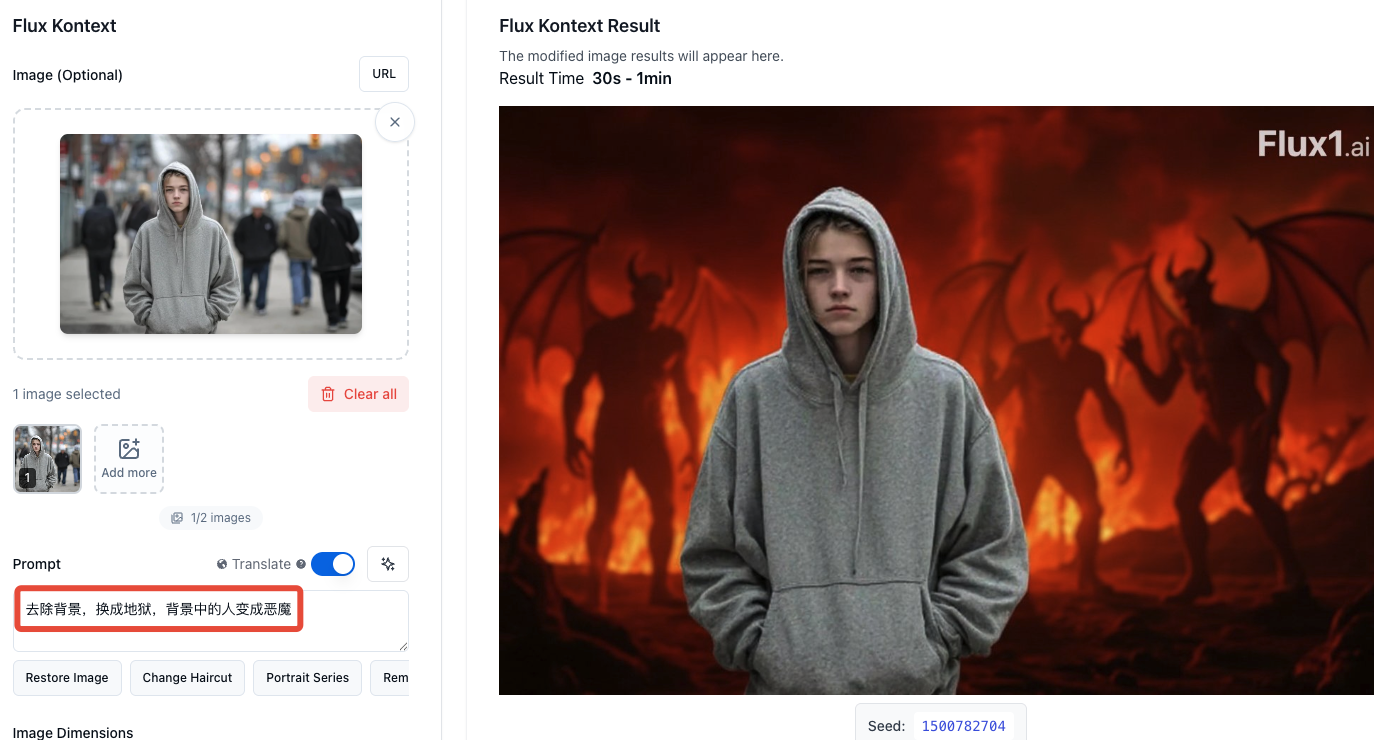 Flux Kontext
Image (Optional)
URL
1 image selected
Clear all
1
Add more
1/2 images
Prompt
Translate
去除背景，换成地狱，背景中的人变成恶魔
Restore Image
Change Haircut
Portrait Series
Rem
Image Dimensions
Flux Kontext Result
The modified image results will appear here.
Result Time 30s - 1min
Flux1.ai
Seed: 1500782704